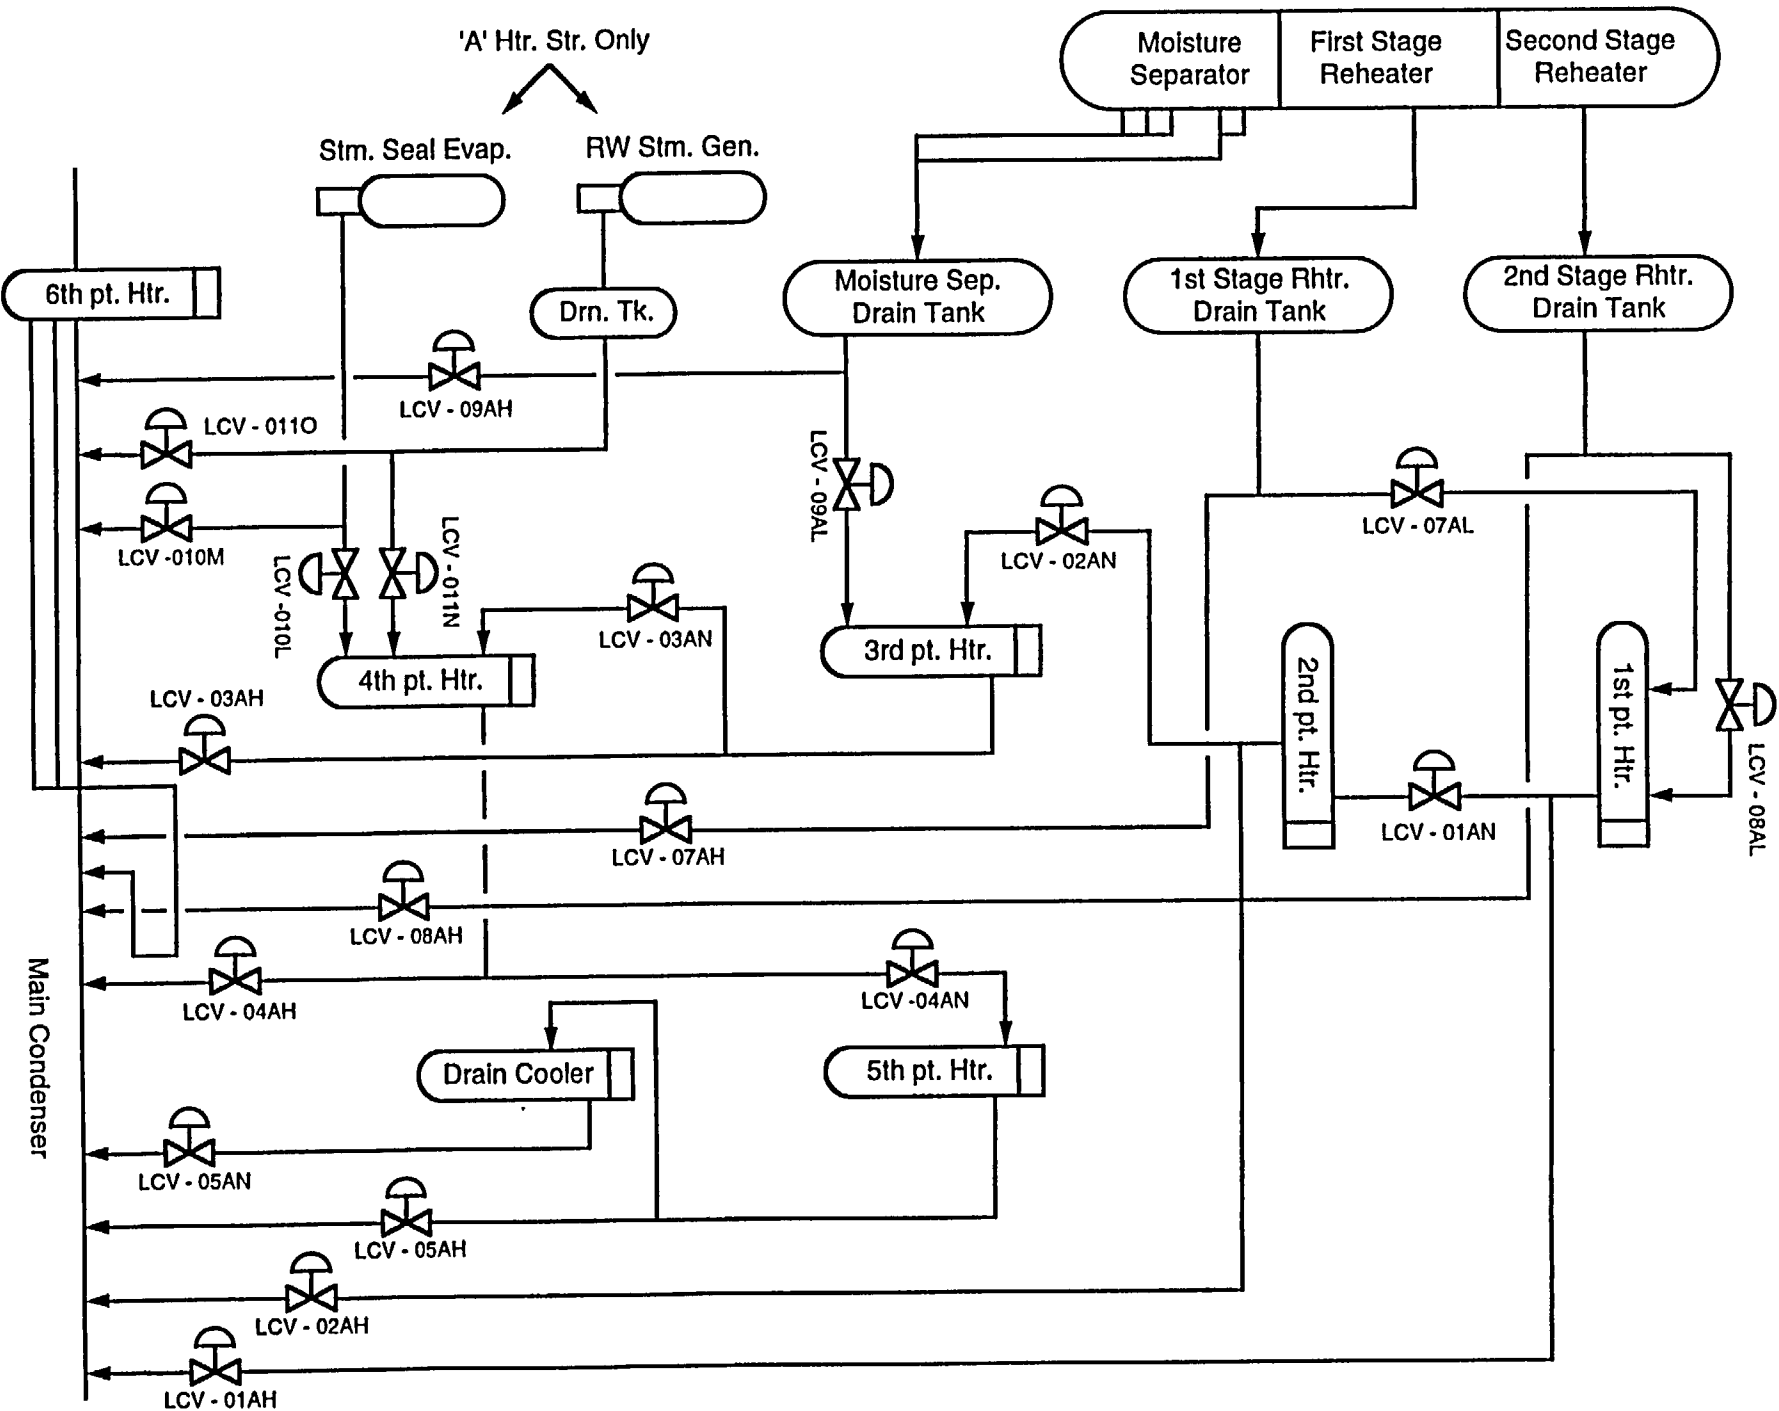 'A' Htr. Str. Only
Moisture
Separator
First Stage
Reheater
Second Stage
Reheater
Stm. Seal Evap.
RW Stm. Gen.
6th pt. Htr.
Drn. Tk.
Moisture Sep.
Drain Tank
1st Stage Rhtr.
Drain Tank
2nd Stage Rhtr.
Drain Tank
LCV - 09AH
LCV - 011O
LCV -010M
LCV -010L
LCV - 011N
LCV - 09AL
LCV - 02AN
LCV - 07AL
LCV - 03AN
3rd pt. Htr.
4th pt. Htr.
2nd pt. Htr.
1st pt. Htr.
LCV - 03AH
LCV - 08AL
LCV - 01AN
LCV - 07AH
LCV - 08AH
LCV - 04AH
LCV -04AN
Main Condenser
Drain Cooler
5th pt. Htr.
LCV - 05AN
LCV - 05AH
LCV - 02AH
LCV - 01AH